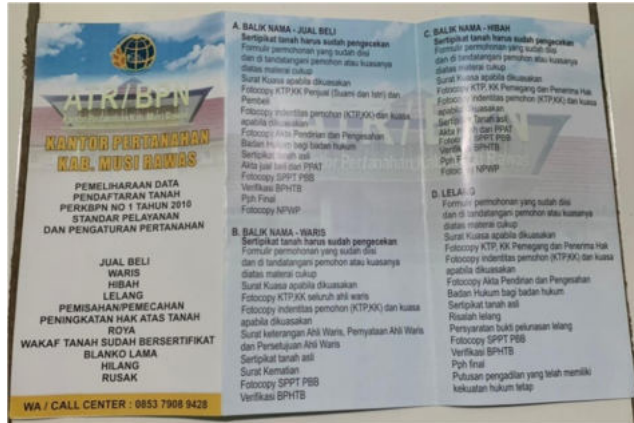 ATR/BPN
KANTOR PERTANAHAN
KAB. MUSI RAWAS
PEMELIHARAAN DATA
PENDAFTARAN TANAH
PERKBPN NO 1 TAHUN 2010
STANDAR PELAYANAN
DAN PENGATURAN PERTANAHAN
JUAL BELI
WARIS
HIBAH
LELANG
PEMISAHAN/PEMECAHAN
PENINGKATAN HAK ATAS TANAH
ROYA
WAKAF TANAH SUDAH BERSERTIFIKAT
BLANKO LAMA
HILANG
RUSAK
WA / CALL CENTER : 0853 7908 9428
A. BALIK NAMA - JUAL BELI
Sertipikat tanah harus sudah pengecekan
Formulir permohonan yang sudah diisi
dan di tandatangani pemohon atau kuasanya
diatas materai cukup
Surat Kuasa apabila dikuasakan
Fotocopy KTP,KK Penjual (Suami dan Istri) dan
Pembeli
Fotocopy indentitas pemohon (KTP,KK) dan kuasa
apabila dikuasakan
Fotocopy Akta Pendirian dan Pengesahan
Badan Hukum bagi badan hukum
Sertipikat tanah asli
Akta jual beli dari PPAT
Fotocopy SPPT PBB
Verifikasi BPHTB
Pph Final
Fotocopy NPWP
B. BALIK NAMA - WARIS
Sertipikat tanah harus sudah pengecekan
Formulir permohonan yang sudah diisi
dan di tandatangani pemohon atau kuasanya
diatas materai cukup
Surat Kuasa apabila dikuasakan
Fotocopy KTP,KK seluruh ahli waris
Fotocopy indentitas pemohon (KTP,KK) dan kuasa
apabila dikuasakan
Surat keterangan Ahli Waris, Pernyataan Ahli Waris
dan Persetujuan Ahli Waris
Sertipikat tanah asli
Surat Kematian
Fotocopy SPPT PBB
Verifikasi BPHTB
C. BALIK NAMA - HIBAH
Sertipikat tanah harus sudah pengecekan
Formulir permohonan yang sudah diisi
dan di tandatangani pemohon atau kuasanya
diatas materai cukup
Surat Kuasa apabila dikuasakan
Fotocopy KTP, KK Pemegang dan Penerima Hak
Fotocopy indentitas pemohon (KTP,KK) dan kuasa
apabila dikuasakan
Sertipikat Tanah asli
Akta Hibah dari PPAT
Fotocopy SPPT PBB
Verifikasi BPHTB
Pph Final
Fotocopy NPWP
D. LELANG
Formulir permohonan yang sudah diisi
dan di tandatangani pemohon atau kuasanya
diatas materai cukup
Surat Kuasa apabila dikuasakan
Fotocopy KTP, KK Pemegang dan Penerima Hak
Fotocopy indentitas pemohon (KTP,KK) dan kuasa
apabila dikuasakan
Fotocopy Akta Pendirian dan Pengesahan
Badan Hukum bagi badan hukum
Sertipikat tanah asli
Risalah lelang
Persyaratan bukti pelunasan lelang
Fotocopy SPPT PBB
Verifikasi BPHTB
Pph final
Putusan pengadilan yang telah memiliki
kekuatan hukum tetap